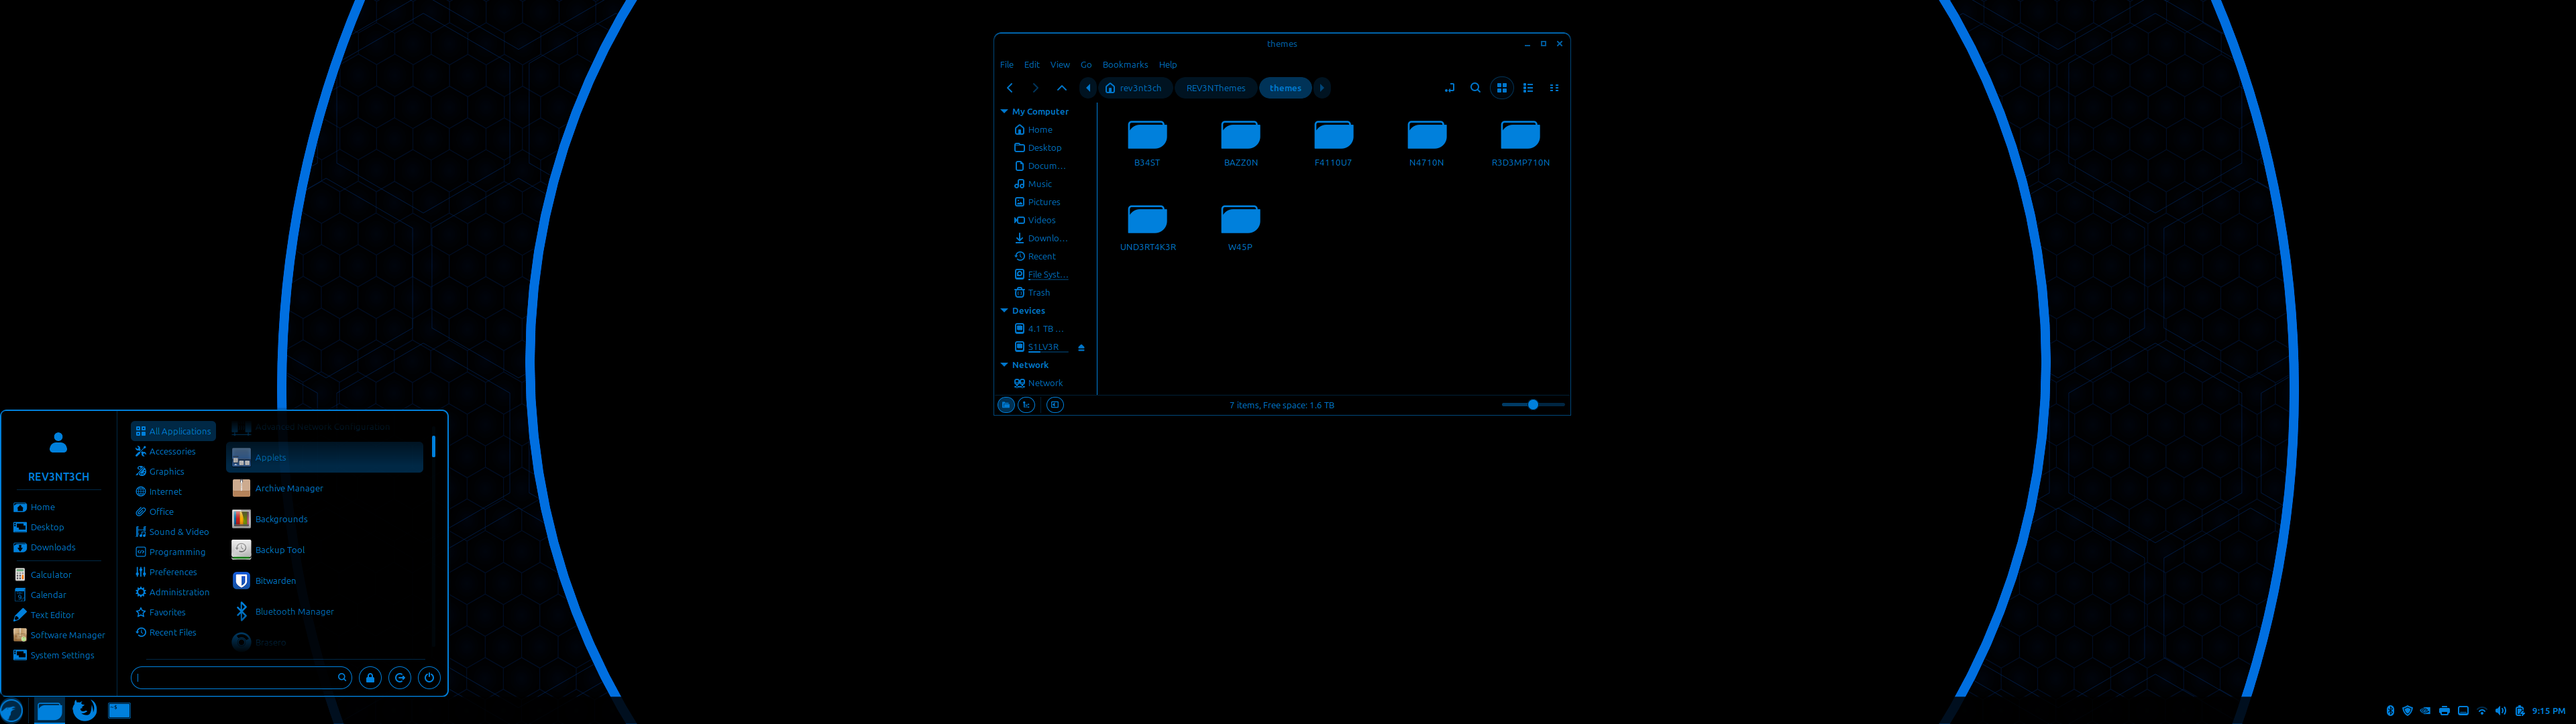 themes
File Edit View Go Bookmarks Help
rev3nt3ch REV3NThemes themes
My Computer
Home
Desktop
Docum...
Music
Pictures
Videos
Downlo...
Recent
File Syst...
Trash
Devices
4.1 TB ...
S1LV3R
Network
Network
B34ST BAZZ0N F4110U7 N4710N R3D3MP710N
UND3RT4K3R W45P
7 items, Free space: 1.6 TB
REV3NT3CH
Home
Desktop
Downloads
Calculator
Calendar
Text Editor
Software Manager
System Settings
All Applications
Accessories
Graphics
Internet
Office
Sound & Video
Programming
Preferences
Administration
Favorites
Recent Files
Advanced Network Configuration
Applets
Archive Manager
Backgrounds
Backup Tool
Bitwarden
Bluetooth Manager
Brasero
9:15 PM